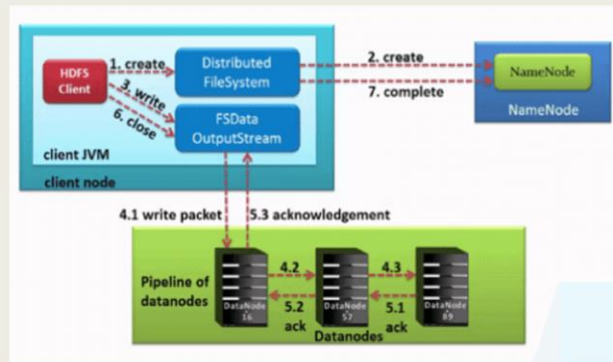 1. create
Distributed
FileSystem
2. create
HDFS
Client
NameNode
3. write
7. complete
6. close
FSData
OutputStream
NameNode
client JVM
client node
4.1 write packet
5.3 acknowledgement
Pipeline of
datanodes
4.2
4.3
DataNode
16
5.2
ack
DataNode
57
5.1
ack
DataNode
89
Datanodes